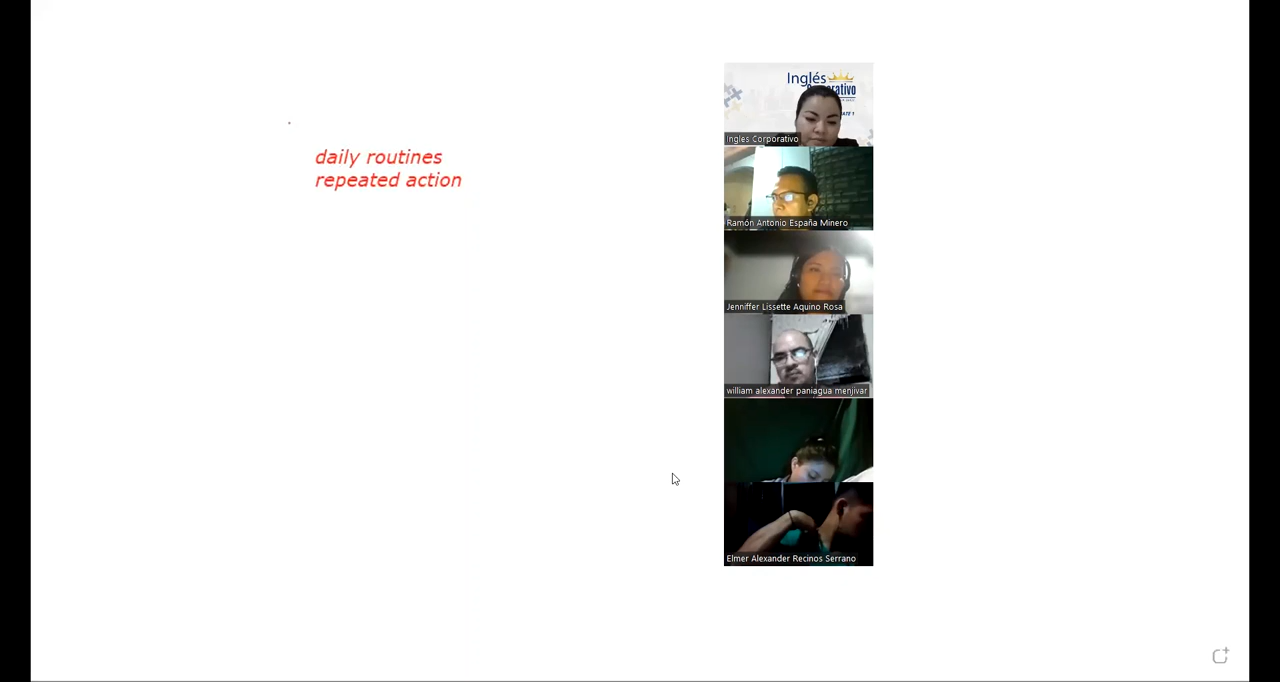 Inglés
daily routines
repeated action
Ingles Corporativo
Ramón Antonio España Minero
Jenniffer Lissette Aquino Rosa
william alexander paniagua menjivar
Elmer Alexander Recinos Serrano